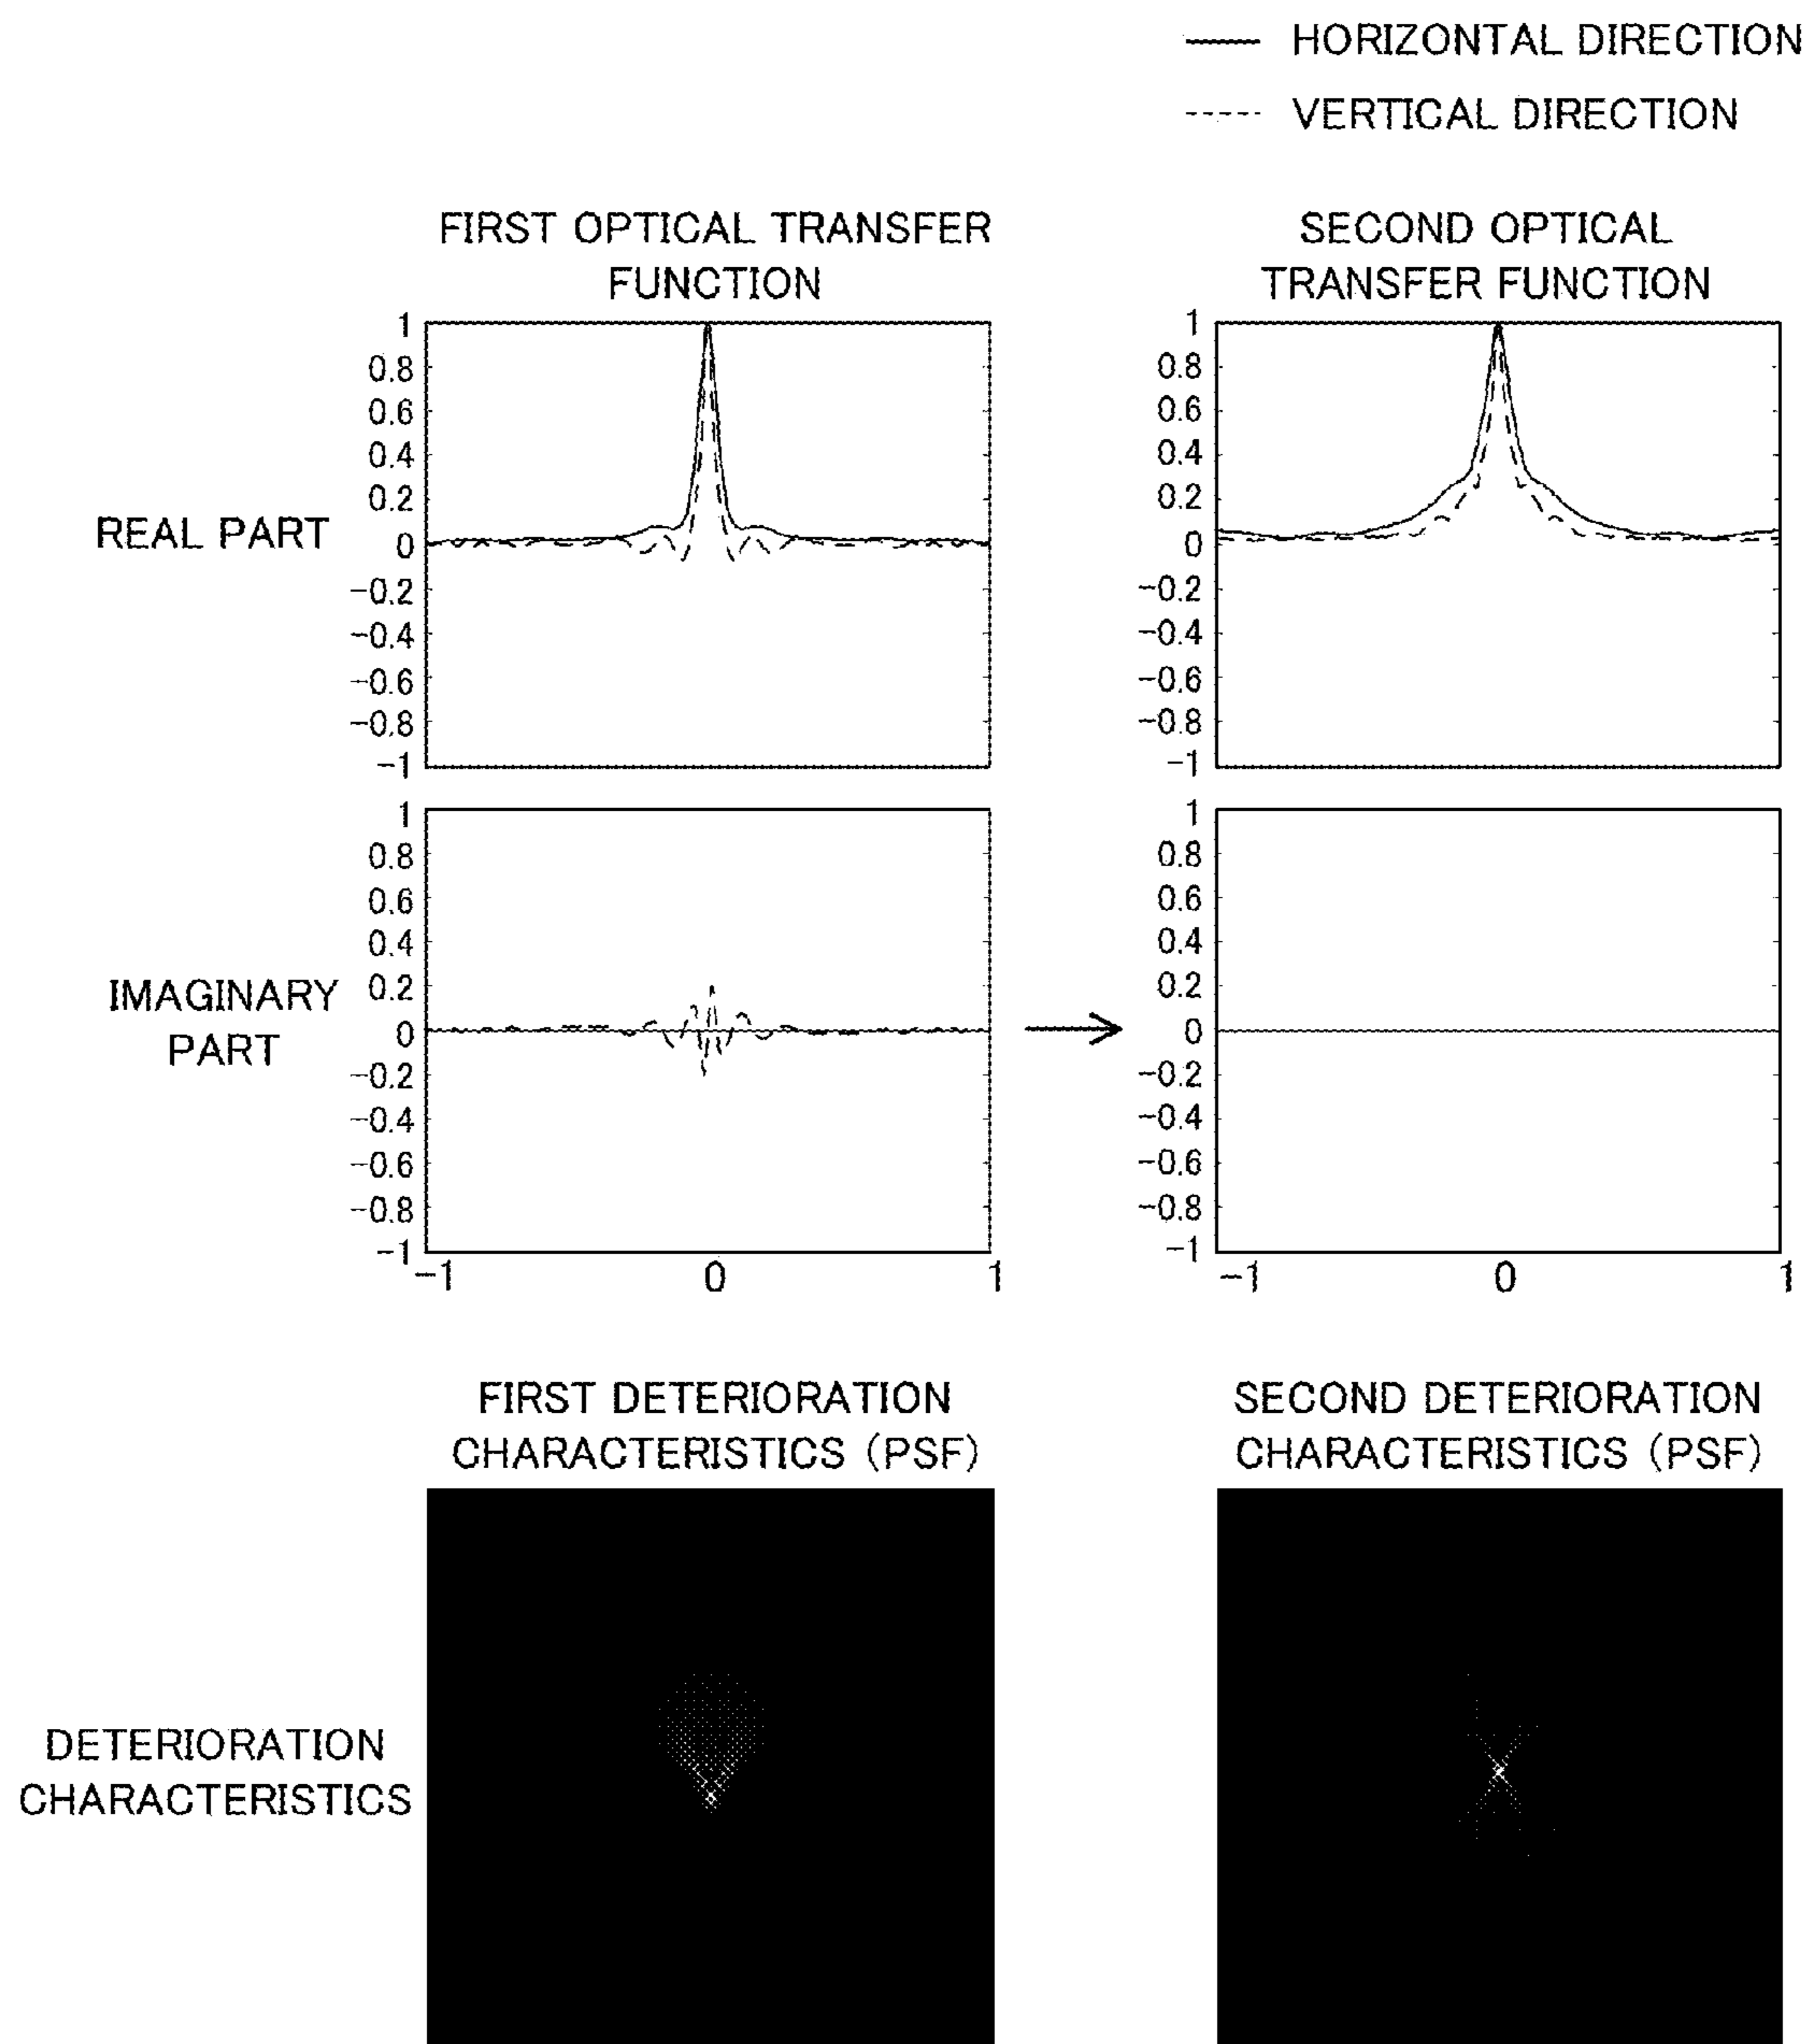 HORIZONTAL DIRECTION
VERTICAL DIRECTION
FIRST OPTICAL TRANSFER
FUNCTION
SECOND OPTICAL
TRANSFER FUNCTION
REAL PART
1
0.8
0.6
0.4
0.2
0
-0.2
-0.4
-0.6
-0.8
-1
1
0.8
0.6
0.4
0.2
0
-0.2
-0.4
-0.6
-0.8
-1
IMAGINARY
PART
1
0.8
0.6
0.4
0.2
0
-0.2
-0.4
-0.6
-0.8
-1
-1 0 1
1
0.8
0.6
0.4
0.2
0
-0.2
-0.4
-0.6
-0.8
-1
-1 0 1
FIRST DETERIORATION
CHARACTERISTICS (PSF)
SECOND DETERIORATION
CHARACTERISTICS (PSF)
DETERIORATION
CHARACTERISTICS